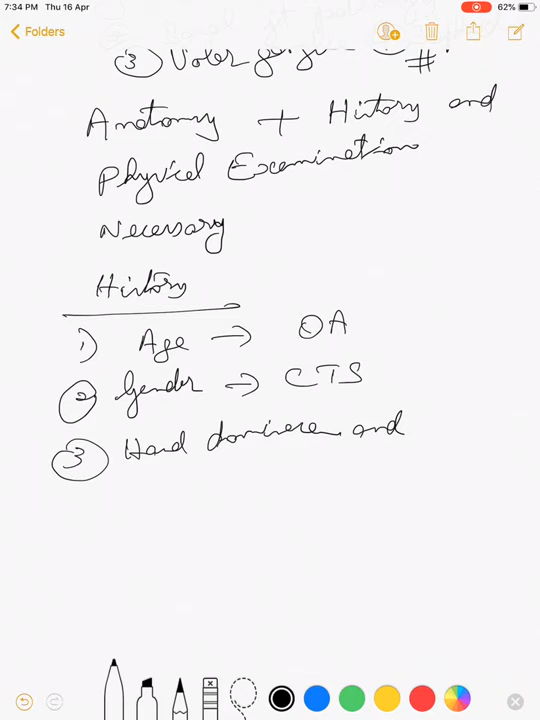 7:34 PM Thu 16 Apr 62%
Folders
3 Volar #
Anatomy + History and
Physical Examination
Necessary
History
1) Age → OA
2 Gender → CTS
3 Hand dominance and